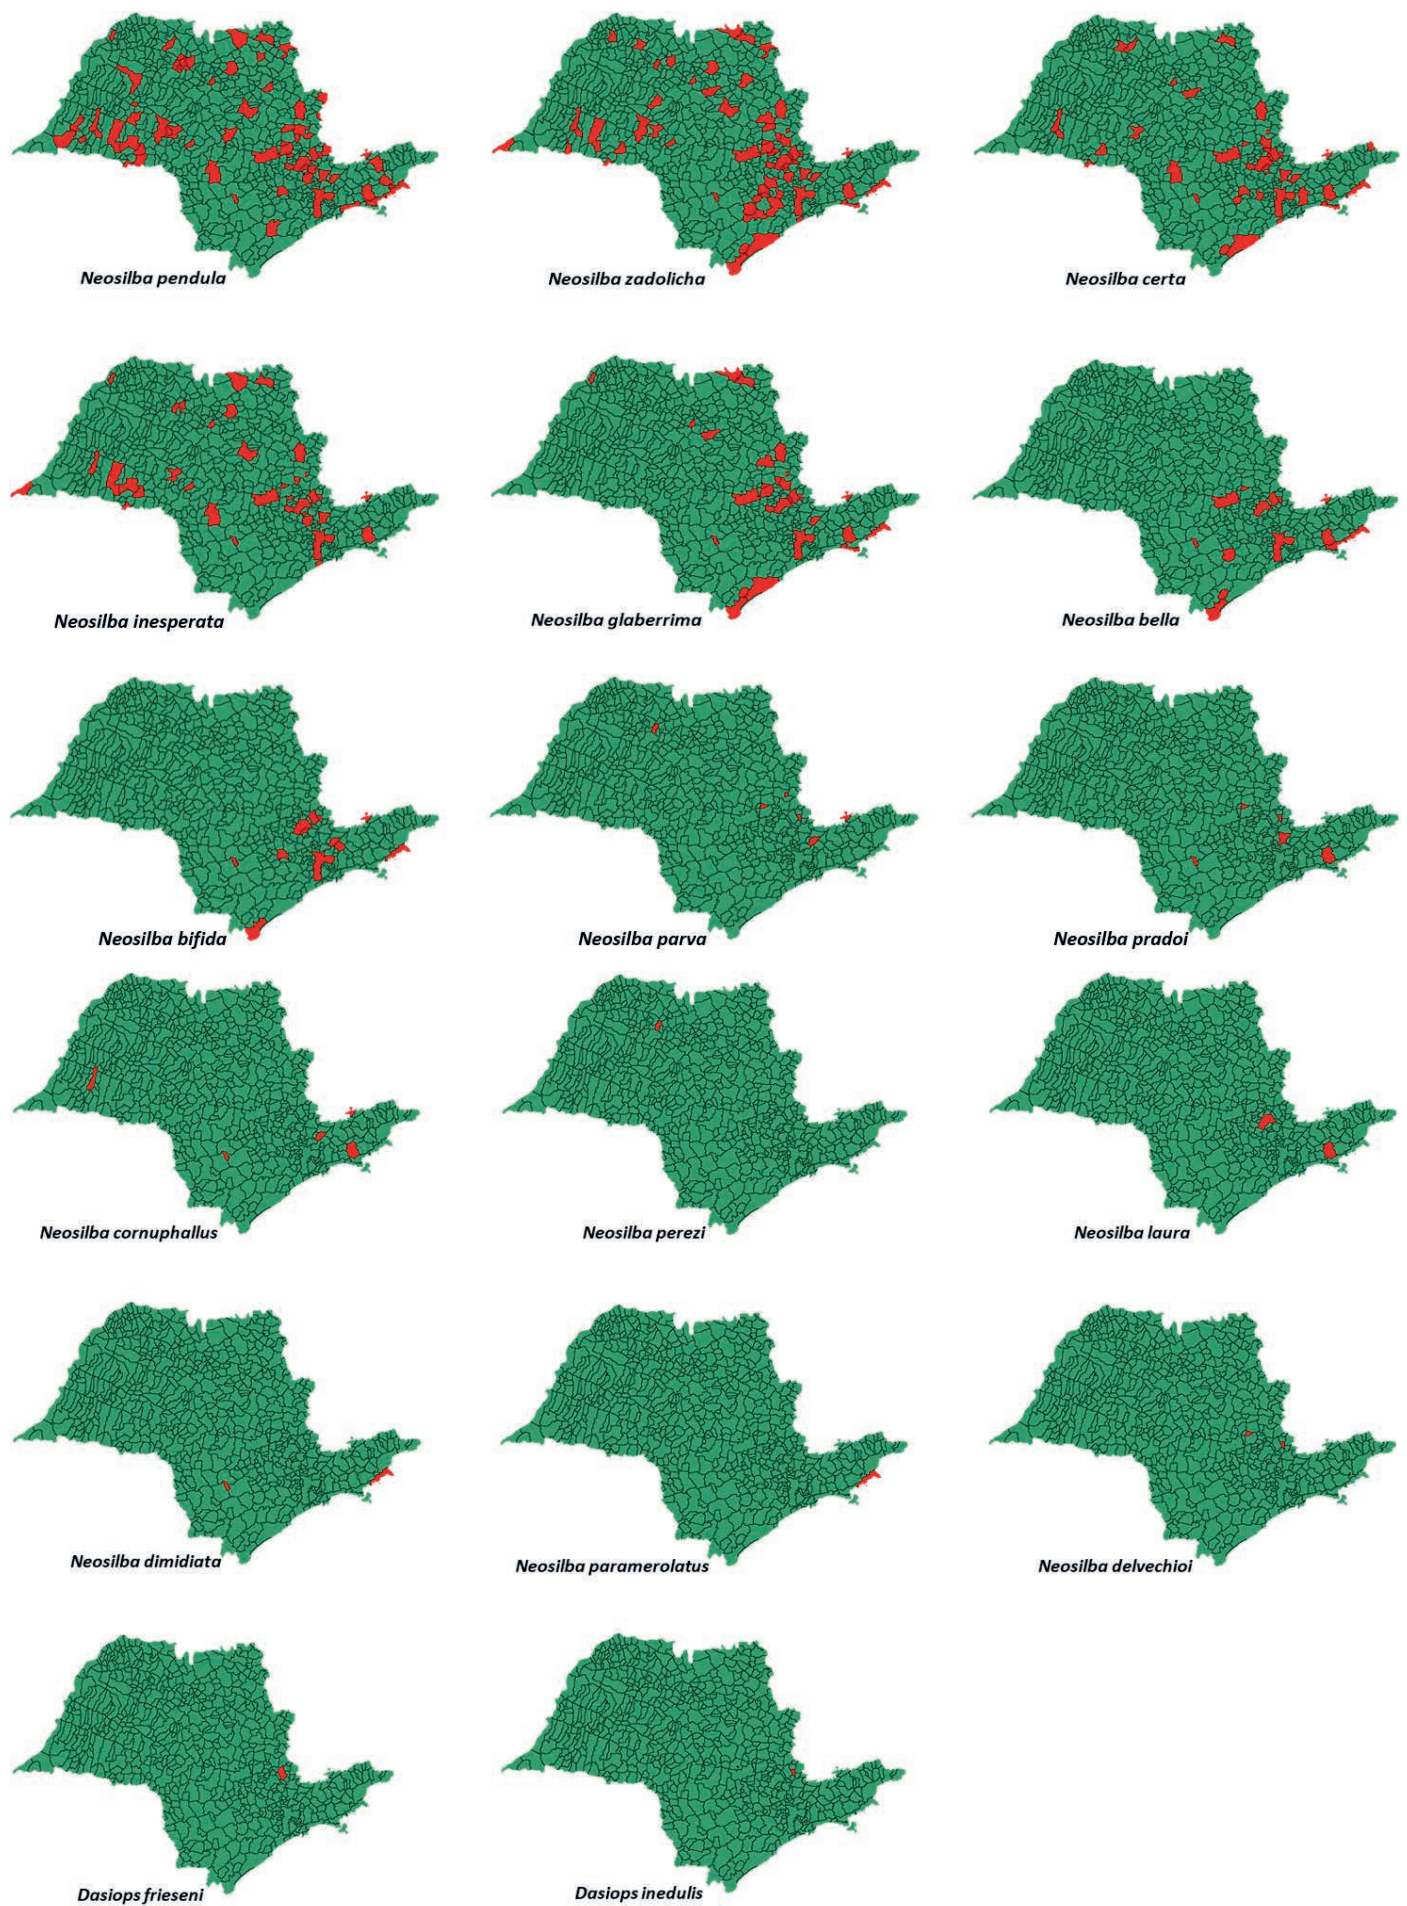 Neosilba pendula
Neosilba zadolicha
Neosilba certa
Neosilba inesperata
Neosilba glaberrima
Neosilba bella
Neosilba bifida
Neosilba parva
Neosilba pradoi
Neosilba cornuphallus
Neosilba perezi
Neosilba laura
Neosilba dimidiata
Neosilba paramerolatus
Neosilba delvechioi
Dasiops frieseni
Dasiops inedulis